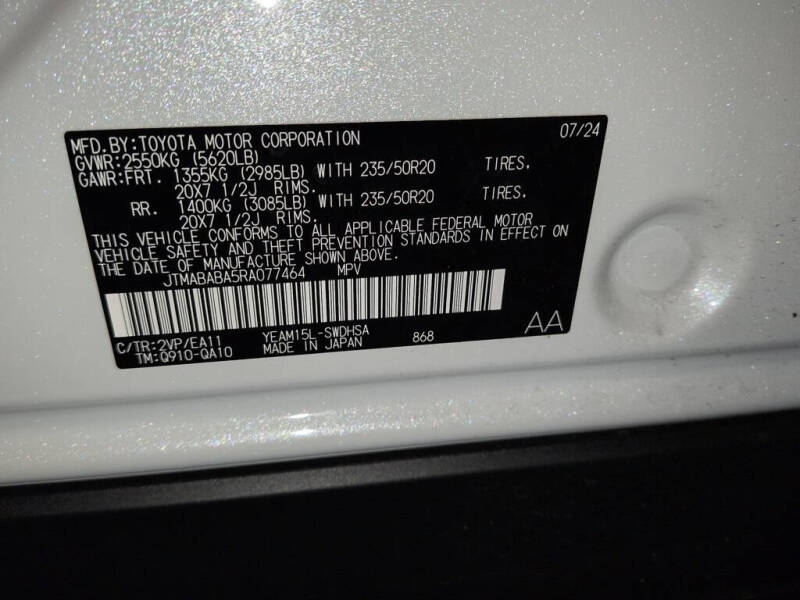 MFD.BY:TOYOTA MOTOR CORPORATION 07/24
GVWR:2550KG (5620LB)
GAWR:FRT. 1355KG (2985LB) WITH 235/50R20 TIRES.
20X7 1/2J RIMS.
RR. 1400KG (3085LB) WITH 235/50R20 TIRES.
20X7 1/2J RIMS.
THIS VEHICLE CONFORMS TO ALL APPLICABLE FEDERAL MOTOR
VEHICLE SAFETY AND THEFT PREVENTION STANDARDS IN EFFECT ON
THE DATE OF MANUFACTURE SHOWN ABOVE.
JTMABABA5RA077464 MPV
C/TR:2VP/EA11 YEAM15L-SWDHSA 868 AA
TM:Q910-QA10 MADE IN JAPAN